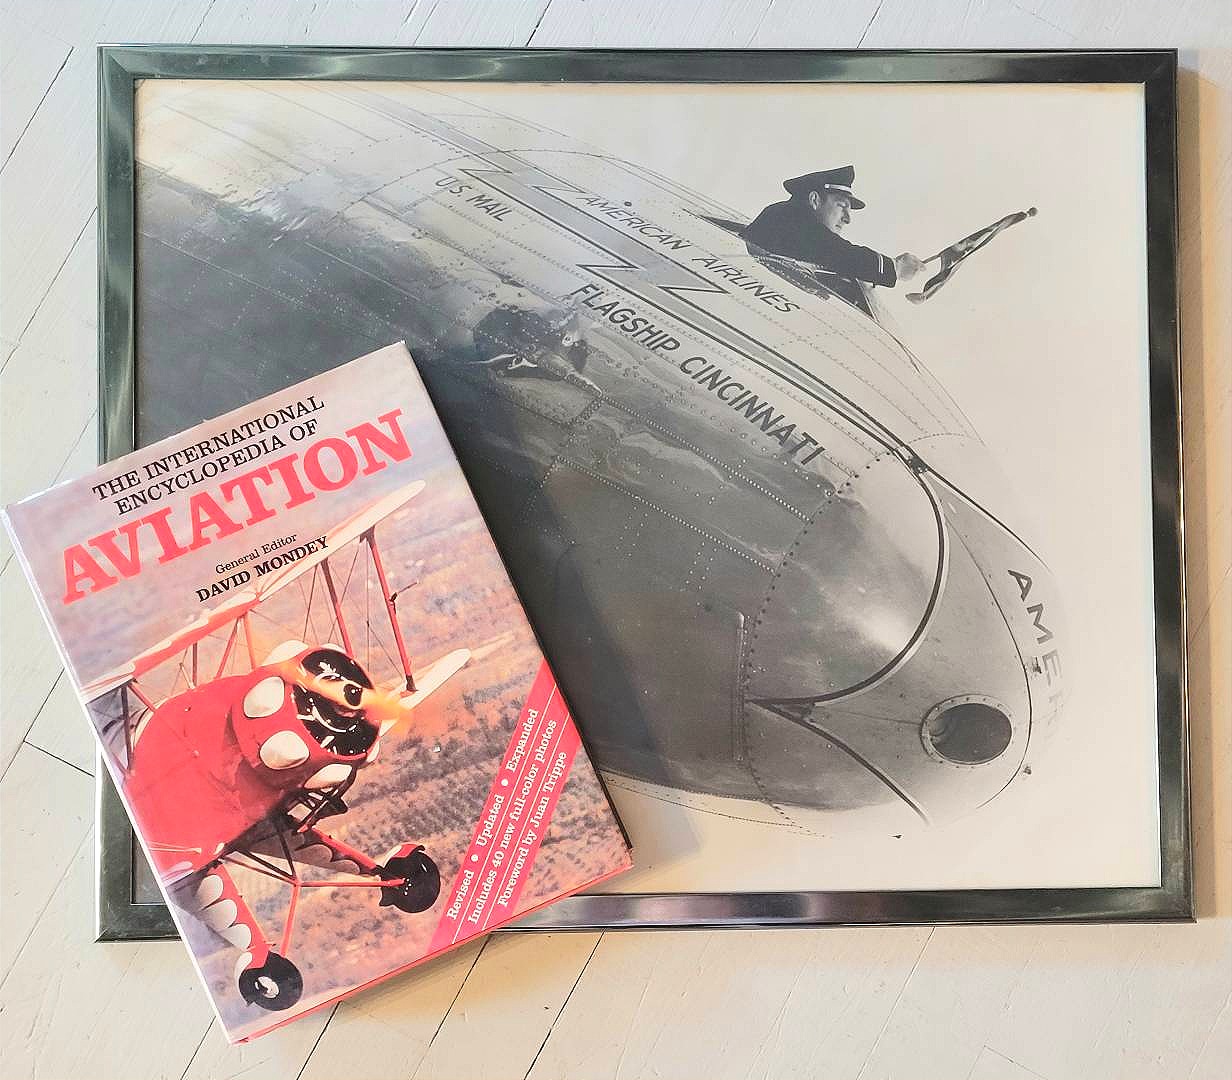 U.S. MAIL
AMERICAN AIRLINES
FLAGSHIP CINCINNATI
AMER
THE INTERNATIONAL
ENCYCLOPEDIA OF
AVIATION
General Editor
DAVID MONDEY
Revised • Updated • Expanded
Includes 40 new full-color photos
Foreword by Juan Trippe